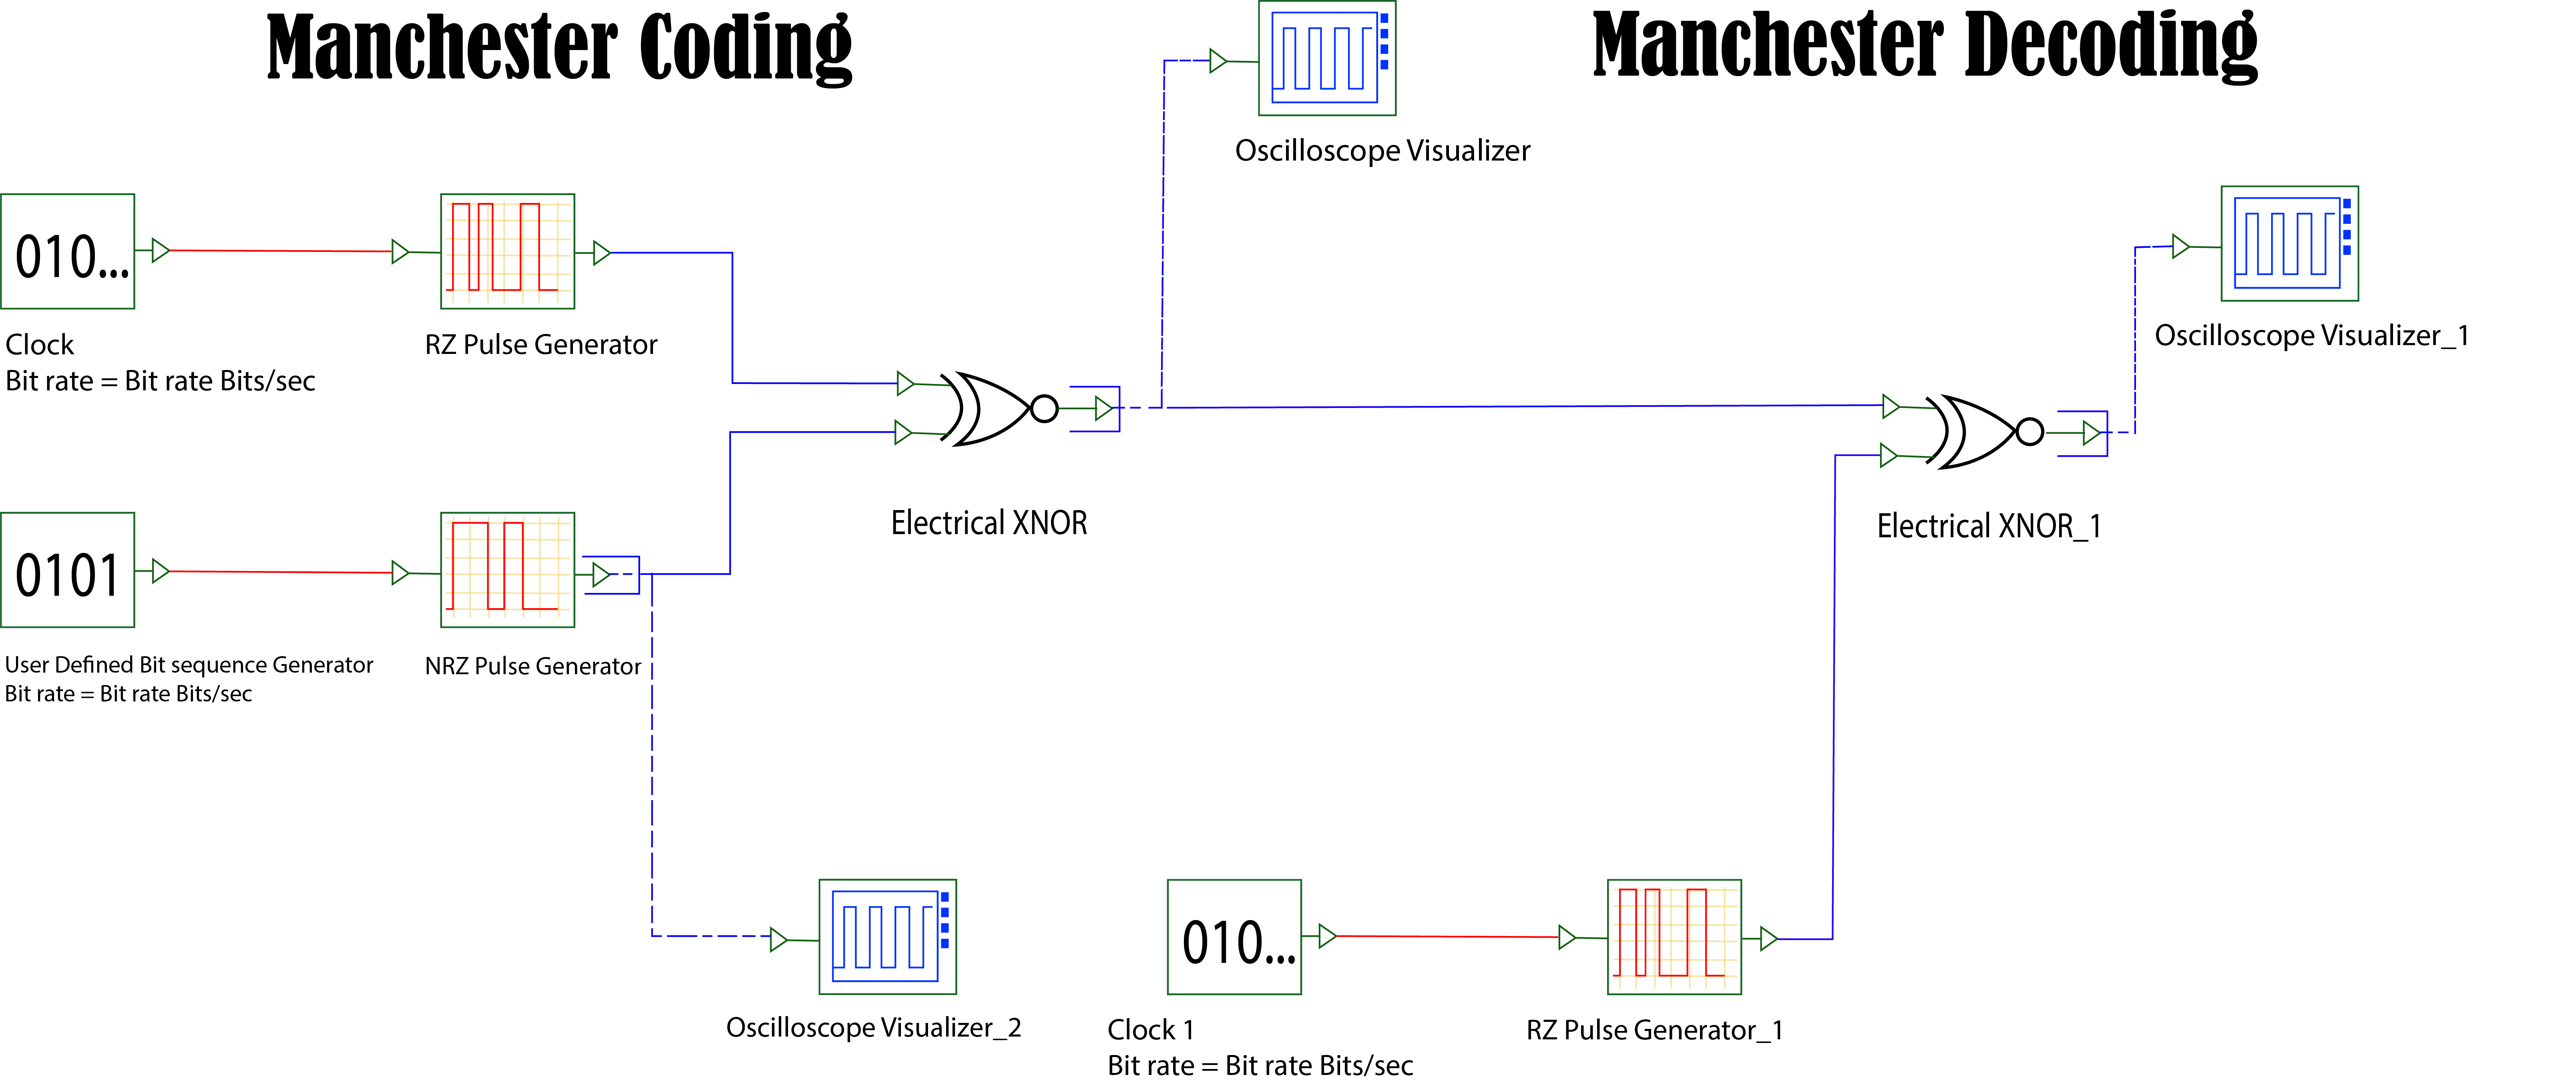 Manchester Coding
Manchester Decoding
Oscilloscope Visualizer
010...
Clock
Bit rate = Bit rate Bits/sec
RZ Pulse Generator
Oscilloscope Visualizer_1
Electrical XNOR
Electrical XNOR_1
0101
User Defined Bit sequence Generator
Bit rate = Bit rate Bits/sec
NRZ Pulse Generator
Oscilloscope Visualizer_2
010...
Clock 1
Bit rate = Bit rate Bits/sec
RZ Pulse Generator_1